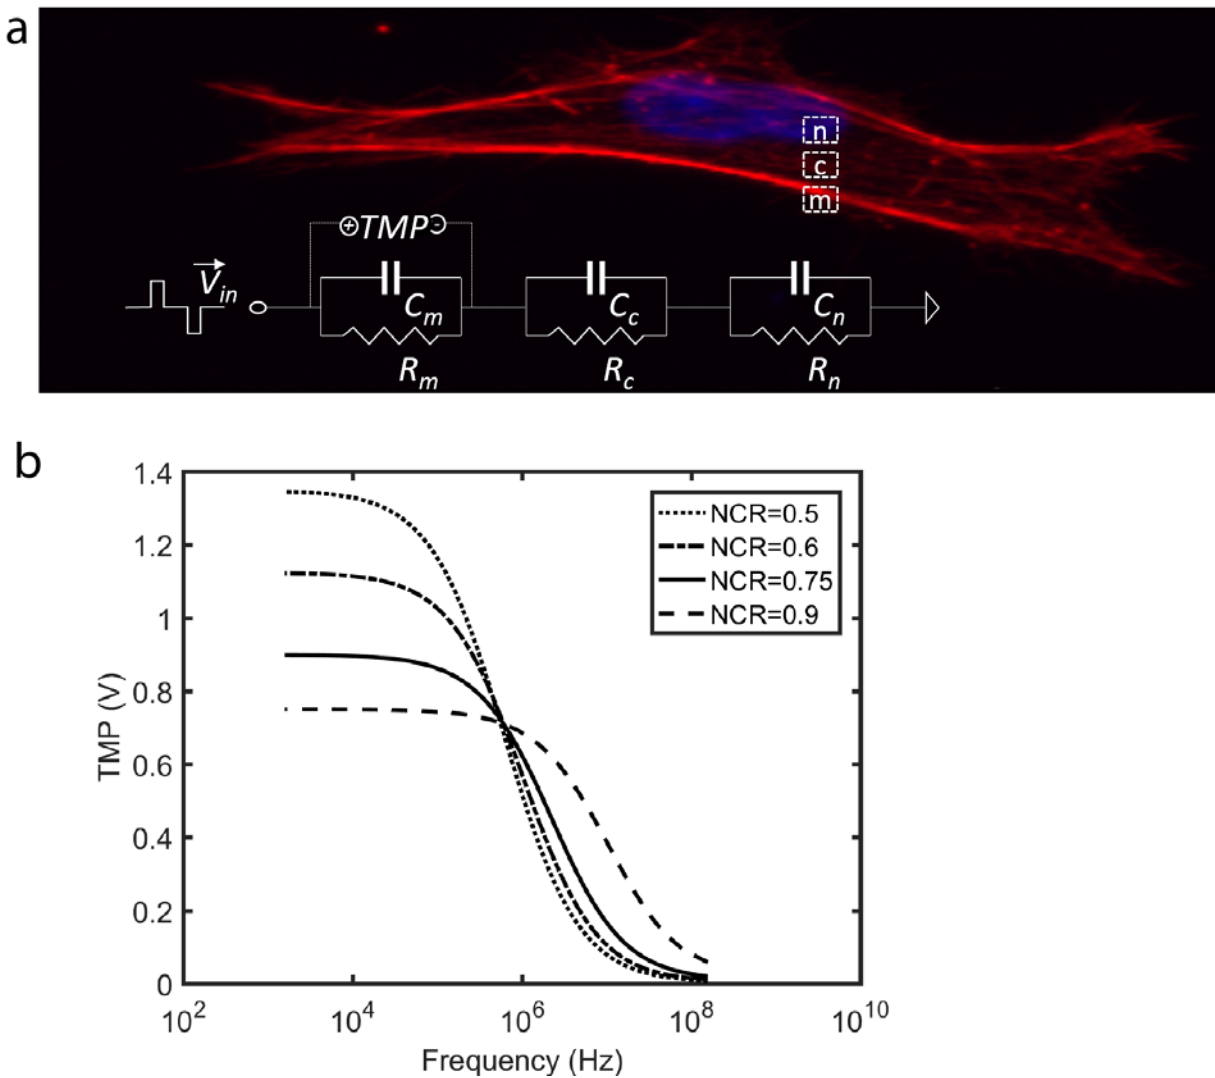 a
n
c
m
⊕TMP⊖
V_in
C_m
C_c
C_n
R_m
R_c
R_n
b
1.4
1.2
1
0.8
0.6
0.4
0.2
0
TMP (V)
NCR=0.5
NCR=0.6
NCR=0.75
NCR=0.9
10^2
10^4
10^6
10^8
10^10
Frequency (Hz)